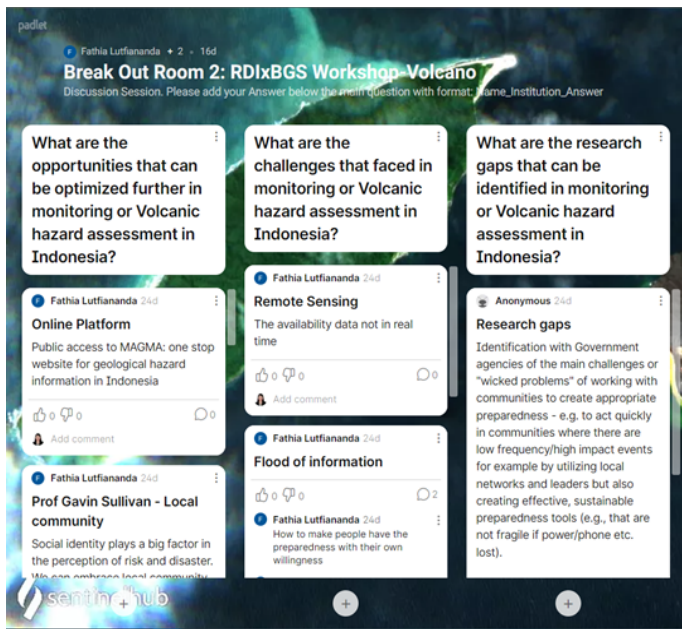 padlet
F Fathia Lutfiananda + 2 • 16d
Break Out Room 2: RDIxBGS Workshop-Volcano
Discussion Session. Please add your Answer below the main question with format: Name_Institution_Answer
What are the
opportunities that can
be optimized further in
monitoring or Volcanic
hazard assessment in
Indonesia?
F Fathia Lutfiananda 24d
Online Platform
Public access to MAGMA: one stop
website for geological hazard
information in Indonesia
0 0 0
Add comment
F Fathia Lutfiananda 24d
Prof Gavin Sullivan - Local
community
Social identity plays a big factor in
the perception of risk and disaster.
We can embrace local community
What are the
challenges that faced in
monitoring or Volcanic
hazard assessment in
Indonesia?
F Fathia Lutfiananda 24d
Remote Sensing
The availability data not in real
time
0 0 0
Add comment
F Fathia Lutfiananda 24d
Flood of information
0 0 2
F Fathia Lutfiananda 24d
How to make people have the
preparedness with their own
willingness
What are the research
gaps that can be
identified in monitoring
or Volcanic hazard
assessment in
Indonesia?
Anonymous 24d
Research gaps
Identification with Government
agencies of the main challenges or
"wicked problems" of working with
communities to create appropriate
preparedness - e.g. to act quickly
in communities where there are
low frequency/high impact events
for example by utilizing local
networks and leaders but also
creating effective, sustainable
preparedness tools (e.g., that are
not fragile if power/phone etc.
lost).
sentinel hub